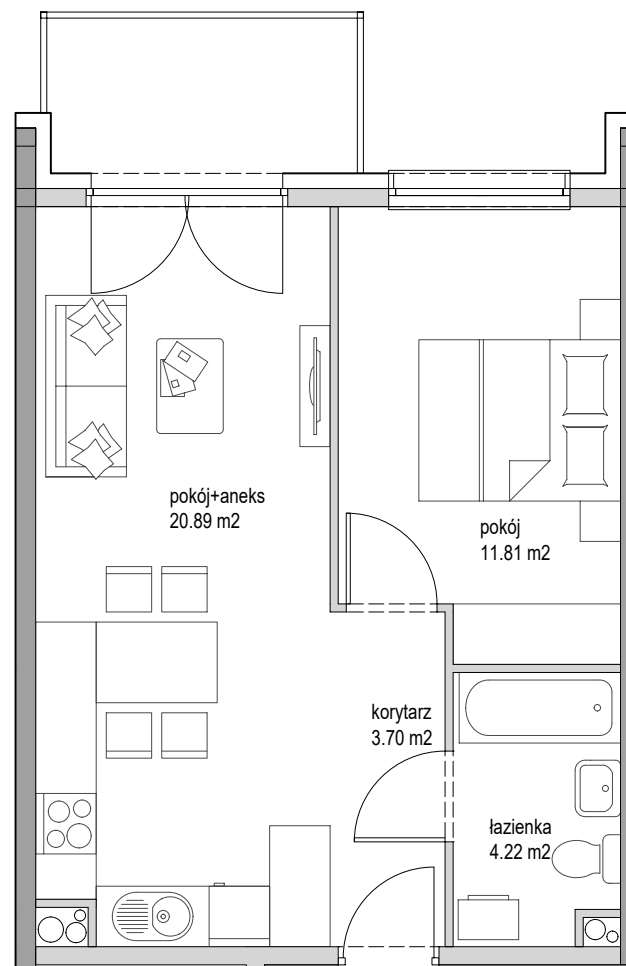 pokój+aneks
20.89 m2
pokój
11.81 m2
korytarz
3.70 m2
łazienka
4.22 m2